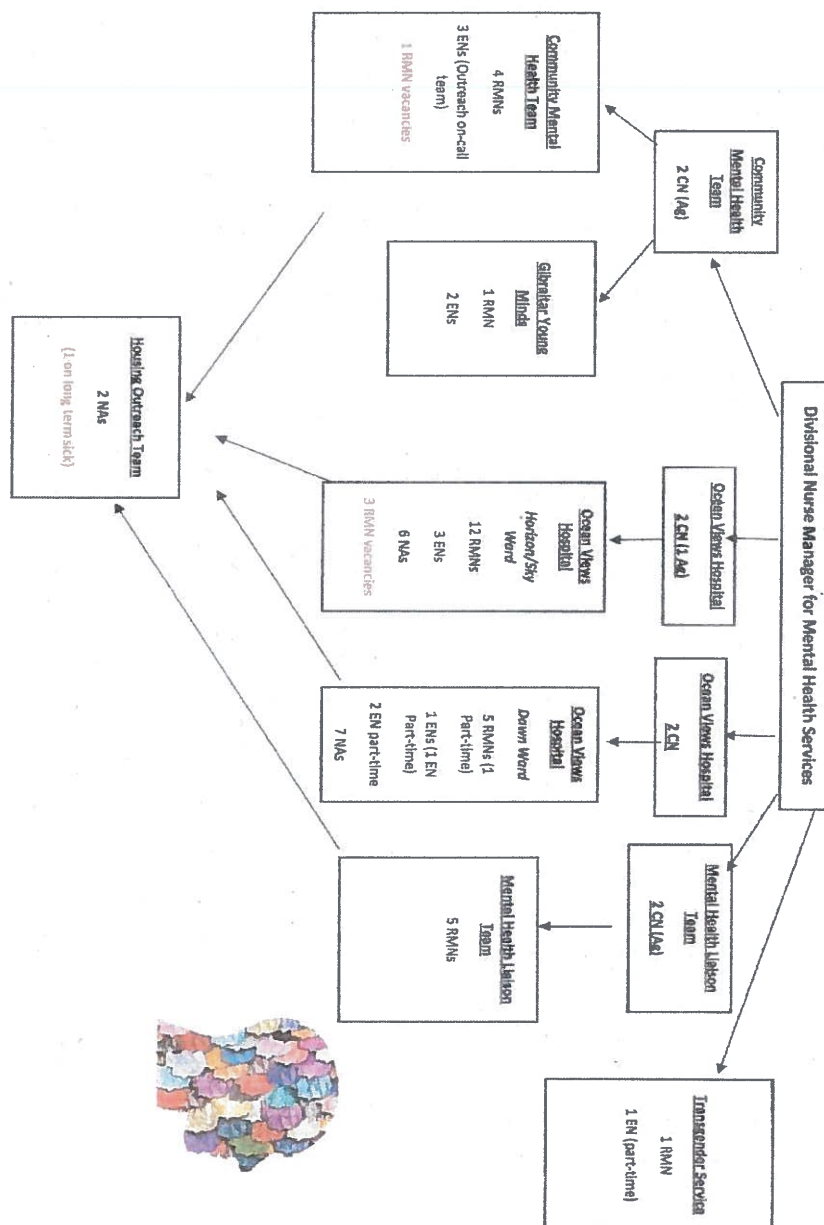 Divisional Nurse Manager for Mental Health Services
Community
Mental Health
Team
2 CN (Ag)
Ocean Views Hospital
2 CN (1 Ag)
Ocean Views Hospital
2 CN
Mental Health Liaison
Team
2 CN (Ag)
Transgender Service
1 RMN
1 EN (part-time)
Community Mental
Health Team
4 RMNs
3 ENs (Outreach on-call
team)
1 RMN vacancies
Gibraltar Young
Minds
1 RMN
2 ENs
Ocean Views
Hospital
Horizon/Sky
Ward
12 RMNs
3 ENs
6 NAs
3 RMN vacancies
Ocean Views
Hospital
Dawn Ward
5 RMNs (1
Part-time)
1 ENs (1 EN
Part-time)
2 EN part-time
7 NAs
Mental Health Liaison
Team
5 RMNs
Housing Outreach Team
2 NAs
(1 on long term sick)